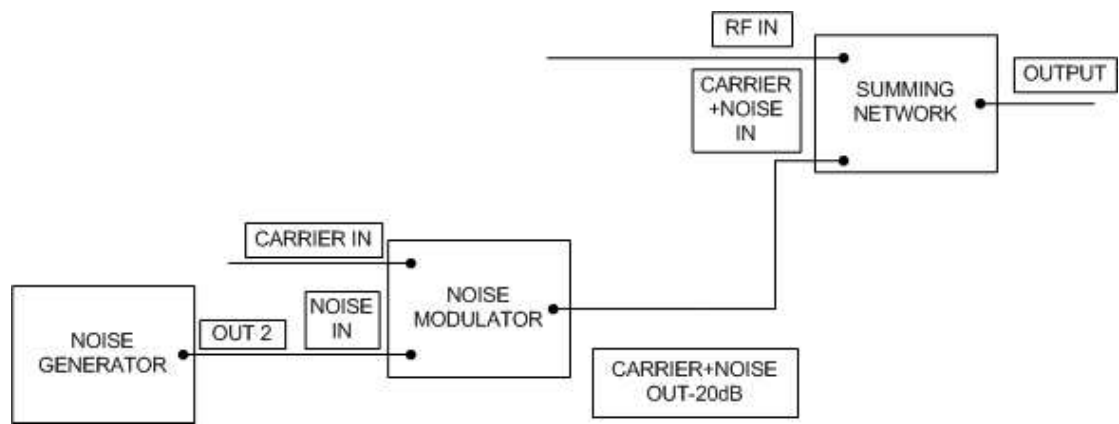 RF IN
CARRIER
+NOISE
IN
SUMMING
NETWORK
OUTPUT
CARRIER IN
NOISE
IN
NOISE
MODULATOR
NOISE
GENERATOR
OUT 2
CARRIER+NOISE
OUT-20dB